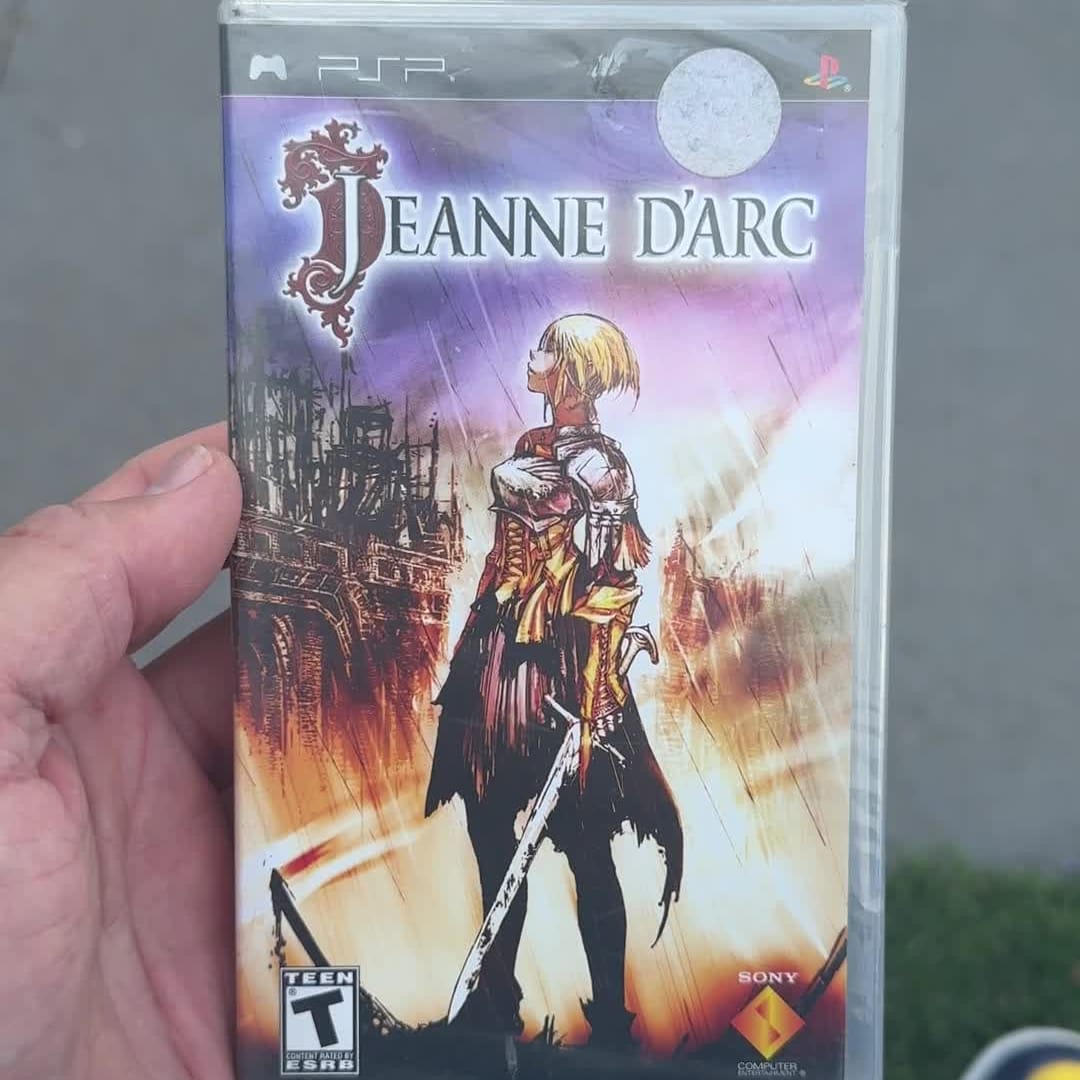 PSP
JEANNE D'ARC
TEEN
T
CONTENT RATED BY
ESRB
SONY
COMPUTER
ENTERTAINMENT